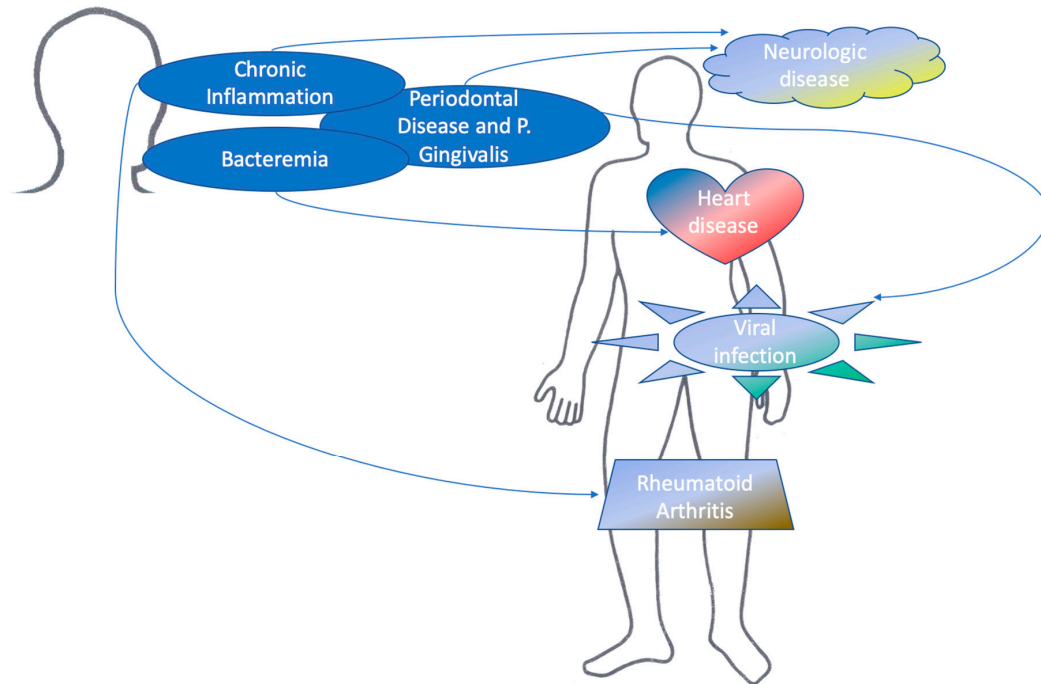 Chronic
Inflammation
Periodontal
Disease and P.
Gingivalis
Bacteremia
Neurologic
disease
Heart
disease
Viral
infection
Rheumatoid
Arthritis